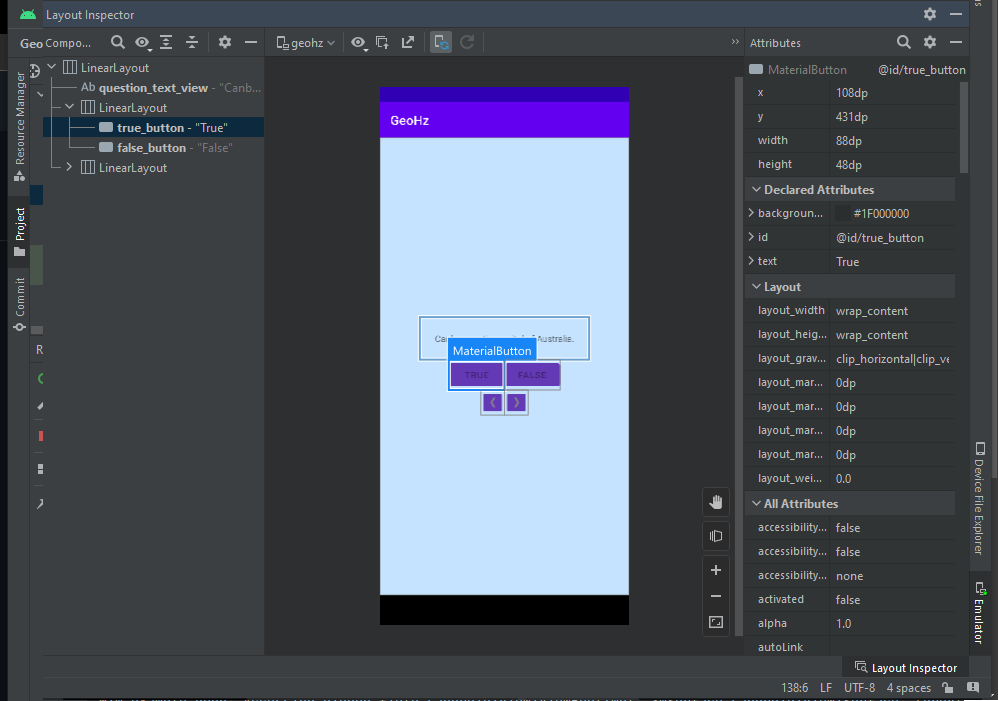 Layout Inspector
Geo Compo...
geohz
Attributes
MaterialButton @id/true_button
LinearLayout
Ab question_text_view - "Canb...
LinearLayout
true_button - "True"
false_button - "False"
LinearLayout
Resource Manager
Project
Commit
R
GeoHz
Australia.
MaterialButton
TRUE
FALSE
x 108dp
y 431dp
width 88dp
height 48dp
Declared Attributes
backgroun... #1F000000
id @id/true_button
text True
Layout
layout_width wrap_content
layout_heig... wrap_content
layout_grav... clip_horizontal|clip_ve
layout_mar... 0dp
layout_mar... 0dp
layout_mar... 0dp
layout_mar... 0dp
layout_wei... 0.0
All Attributes
accessibility... false
accessibility... false
accessibility... none
activated false
alpha 1.0
autoLink
Device File Explorer
Emulator
Layout Inspector
138:6 LF UTF-8 4 spaces